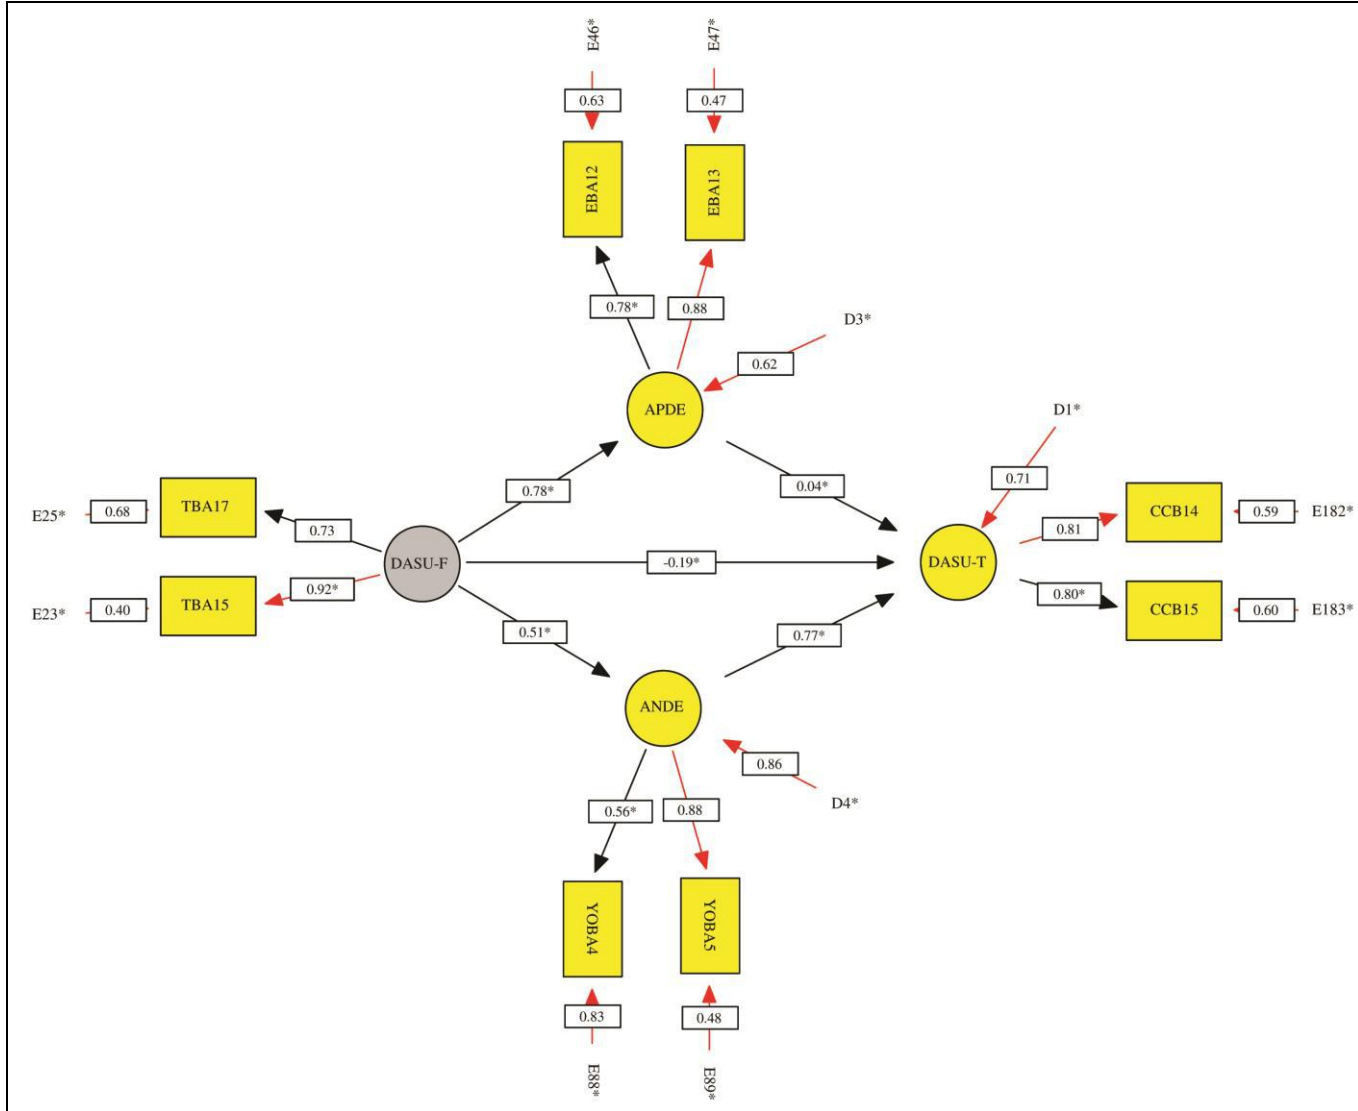 E46*
E47*
0.63
0.47
EBA12
EBA13
0.78*
0.88
D3*
0.62
APDE
D1*
0.71
TBA17
0.78*
0.04*
CCB14
E25*
0.68
0.73
0.81
0.59
E182*
DASU-F
-0.19*
DASU-T
E23*
0.40
TBA15
0.92*
0.80*
CCB15
0.60
E183*
0.51*
0.77*
ANDE
0.86
D4*
0.56*
0.88
YOBA4
YOBA5
0.83
0.48
E88*
E89*